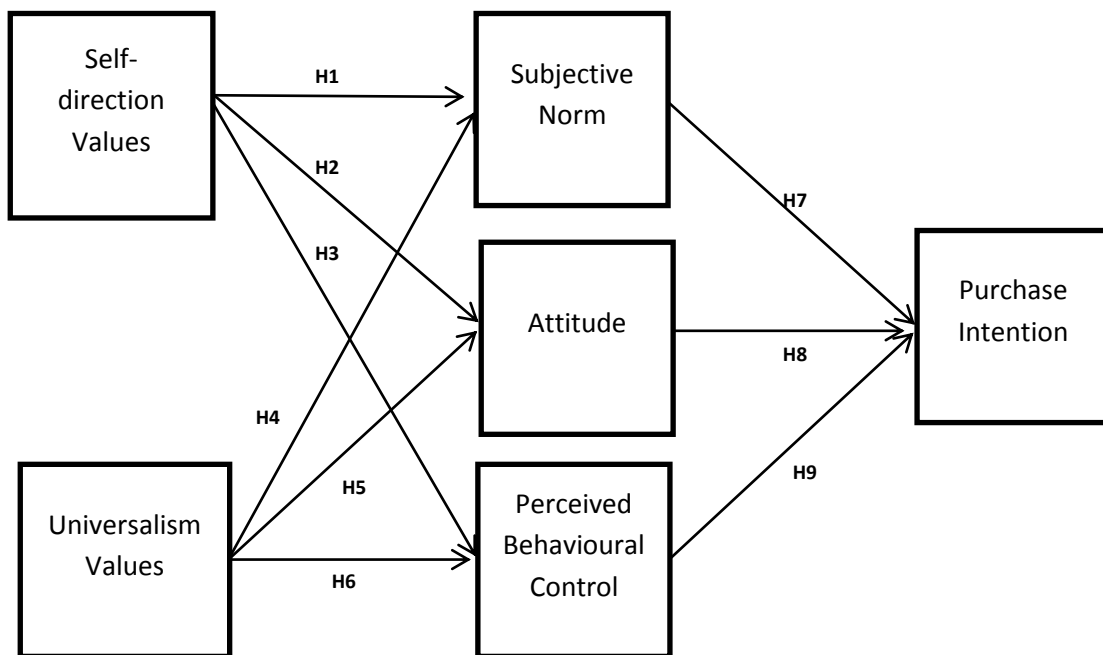 Self-
direction
Values
H1
Subjective
Norm
H2
H7
H3
Attitude
Purchase
Intention
H8
H4
H5
Universalism
Values
Perceived
Behavioural
Control
H9
H6